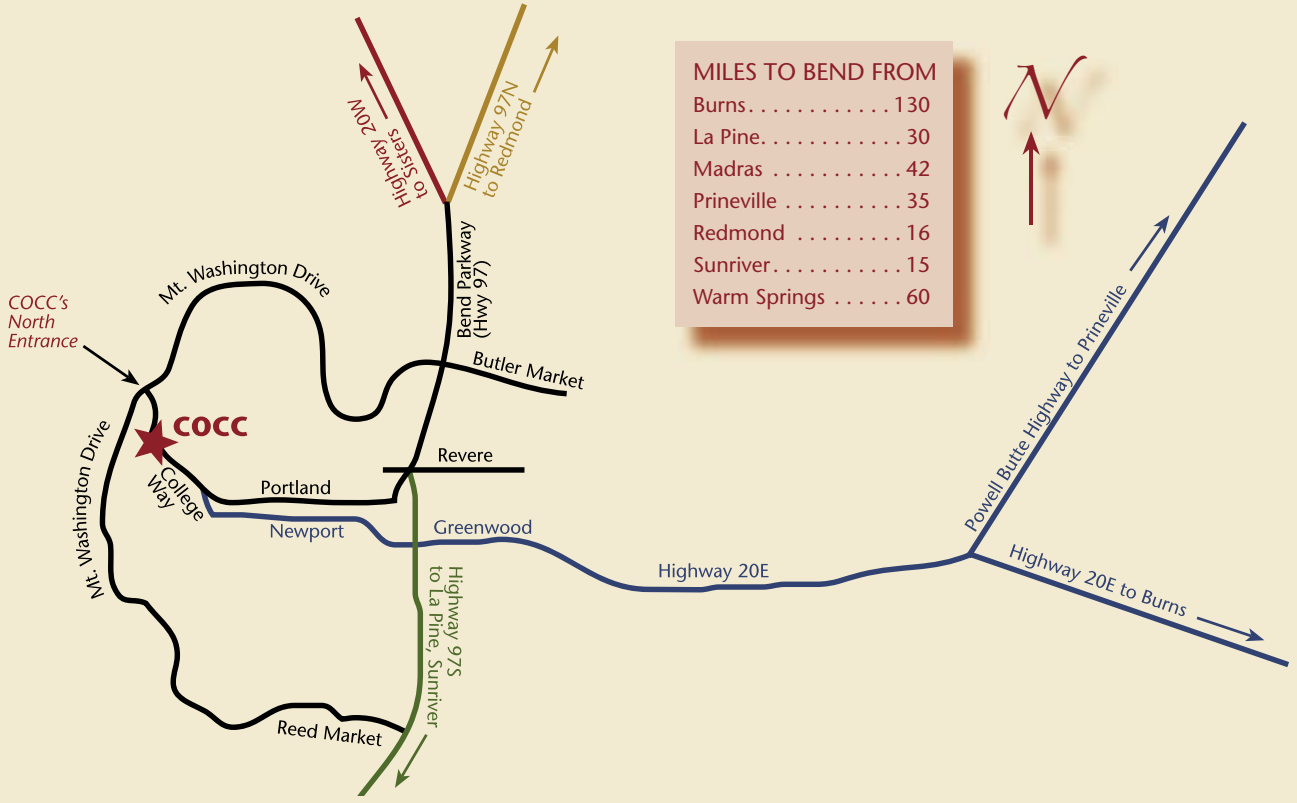 MILES TO BEND FROM
Burns. . . . . . . . . . . . 130
La Pine. . . . . . . . . . . 30
Madras . . . . . . . . . . . 42
Prineville . . . . . . . . . . 35
Redmond . . . . . . . . . 16
Sunriver. . . . . . . . . . . 15
Warm Springs . . . . . . 60
N
Highway 20W
to Sisters
Highway 97N
to Redmond
Bend Parkway
(Hwy 97)
Mt. Washington Drive
COCC's
North
Entrance
Butler Market
COCC
Mt. Washington Drive
College
Way
Revere
Portland
Newport
Greenwood
Highway 20E
Powell Butte Highway to Prineville
Highway 20E to Burns
Highway 97S
to La Pine, Sunriver
Reed Market